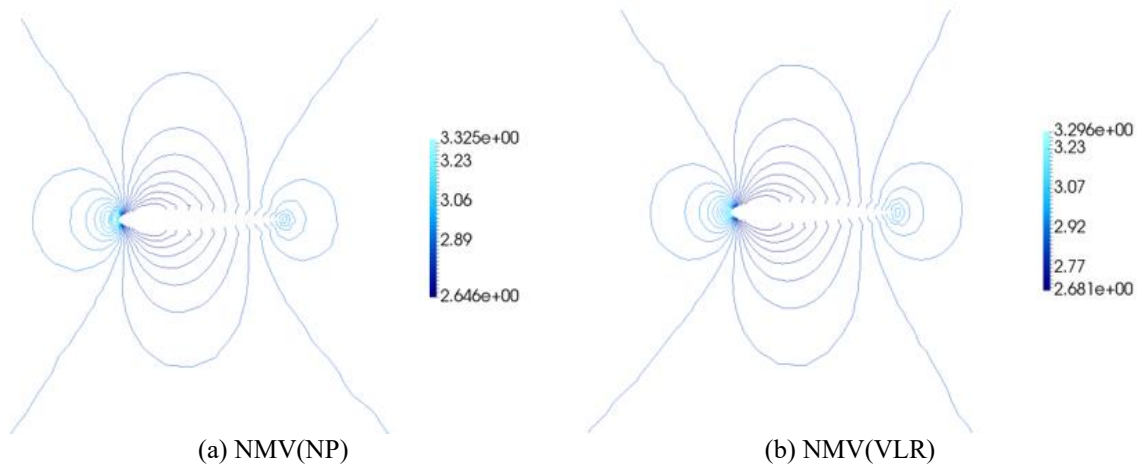 3.325e+00
3.23
3.06
2.89
2.646e+00
3.296e+00
3.23
3.07
2.92
2.77
2.681e+00
(a) NMV(NP)
(b) NMV(VLR)